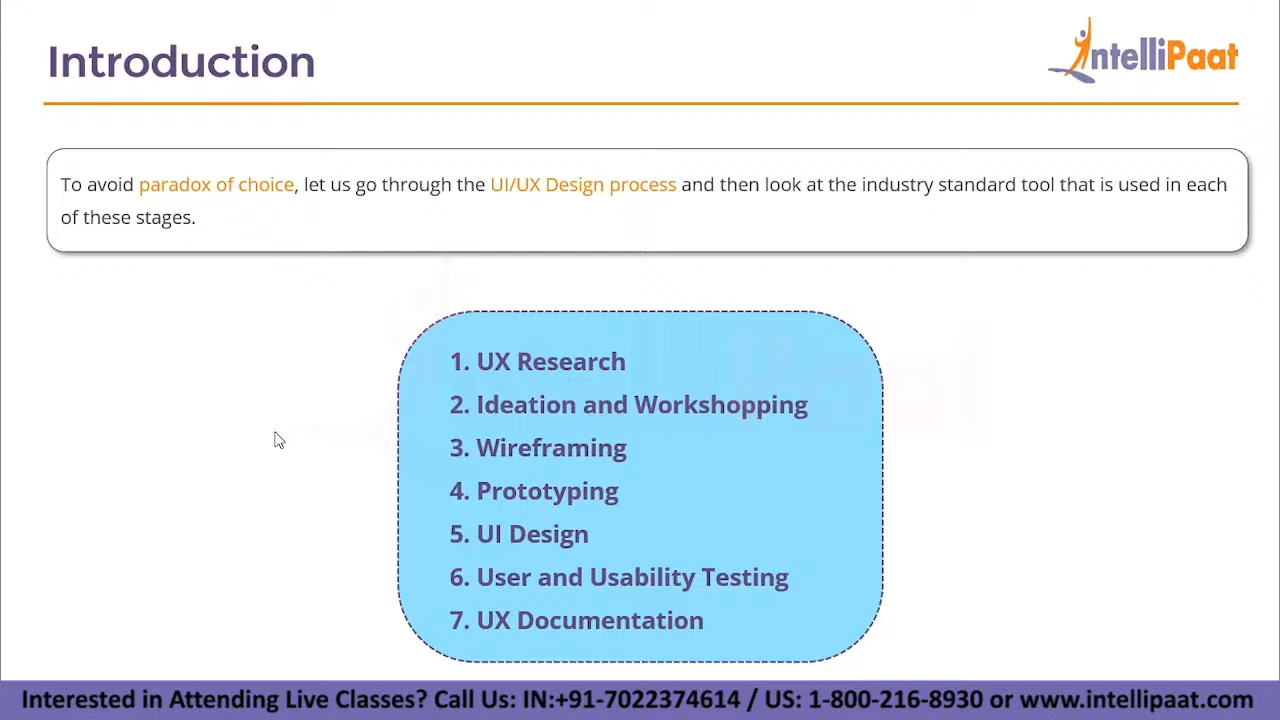 Introduction
IntelliPaat
To avoid paradox of choice, let us go through the UI/UX Design process and then look at the industry standard tool that is used in each
of these stages.
1. UX Research
2. Ideation and Workshopping
3. Wireframing
4. Prototyping
5. UI Design
6. User and Usability Testing
7. UX Documentation
Interested in Attending Live Classes? Call Us: IN:+91-7022374614 / US: 1-800-216-8930 or www.intellipaat.com